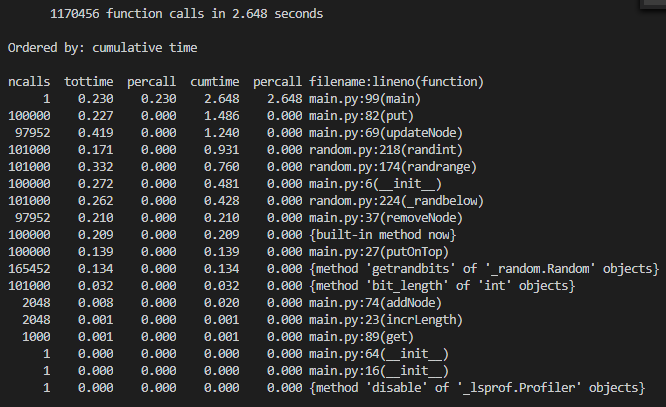 1170456 function calls in 2.648 seconds
Ordered by: cumulative time
ncalls tottime percall cumtime percall filename:lineno(function)
1 0.230 0.230 2.648 2.648 main.py:99(main)
100000 0.227 0.000 1.486 0.000 main.py:82(put)
97952 0.419 0.000 1.240 0.000 main.py:69(updateNode)
101000 0.171 0.000 0.931 0.000 random.py:218(randint)
101000 0.332 0.000 0.760 0.000 random.py:174(randrange)
100000 0.272 0.000 0.481 0.000 main.py:6(__init__)
101000 0.262 0.000 0.428 0.000 random.py:224(_randbelow)
97952 0.210 0.000 0.210 0.000 main.py:37(removeNode)
100000 0.209 0.000 0.209 0.000 {built-in method now}
100000 0.139 0.000 0.139 0.000 main.py:27(putOnTop)
165452 0.134 0.000 0.134 0.000 {method 'getrandbits' of '_random.Random' objects}
101000 0.032 0.000 0.032 0.000 {method 'bit_length' of 'int' objects}
2048 0.008 0.000 0.020 0.000 main.py:74(addNode)
2048 0.001 0.000 0.001 0.000 main.py:23(incrLength)
1000 0.001 0.000 0.001 0.000 main.py:89(get)
1 0.000 0.000 0.000 0.000 main.py:64(__init__)
1 0.000 0.000 0.000 0.000 main.py:16(__init__)
1 0.000 0.000 0.000 0.000 {method 'disable' of '_lsprof.Profiler' objects}